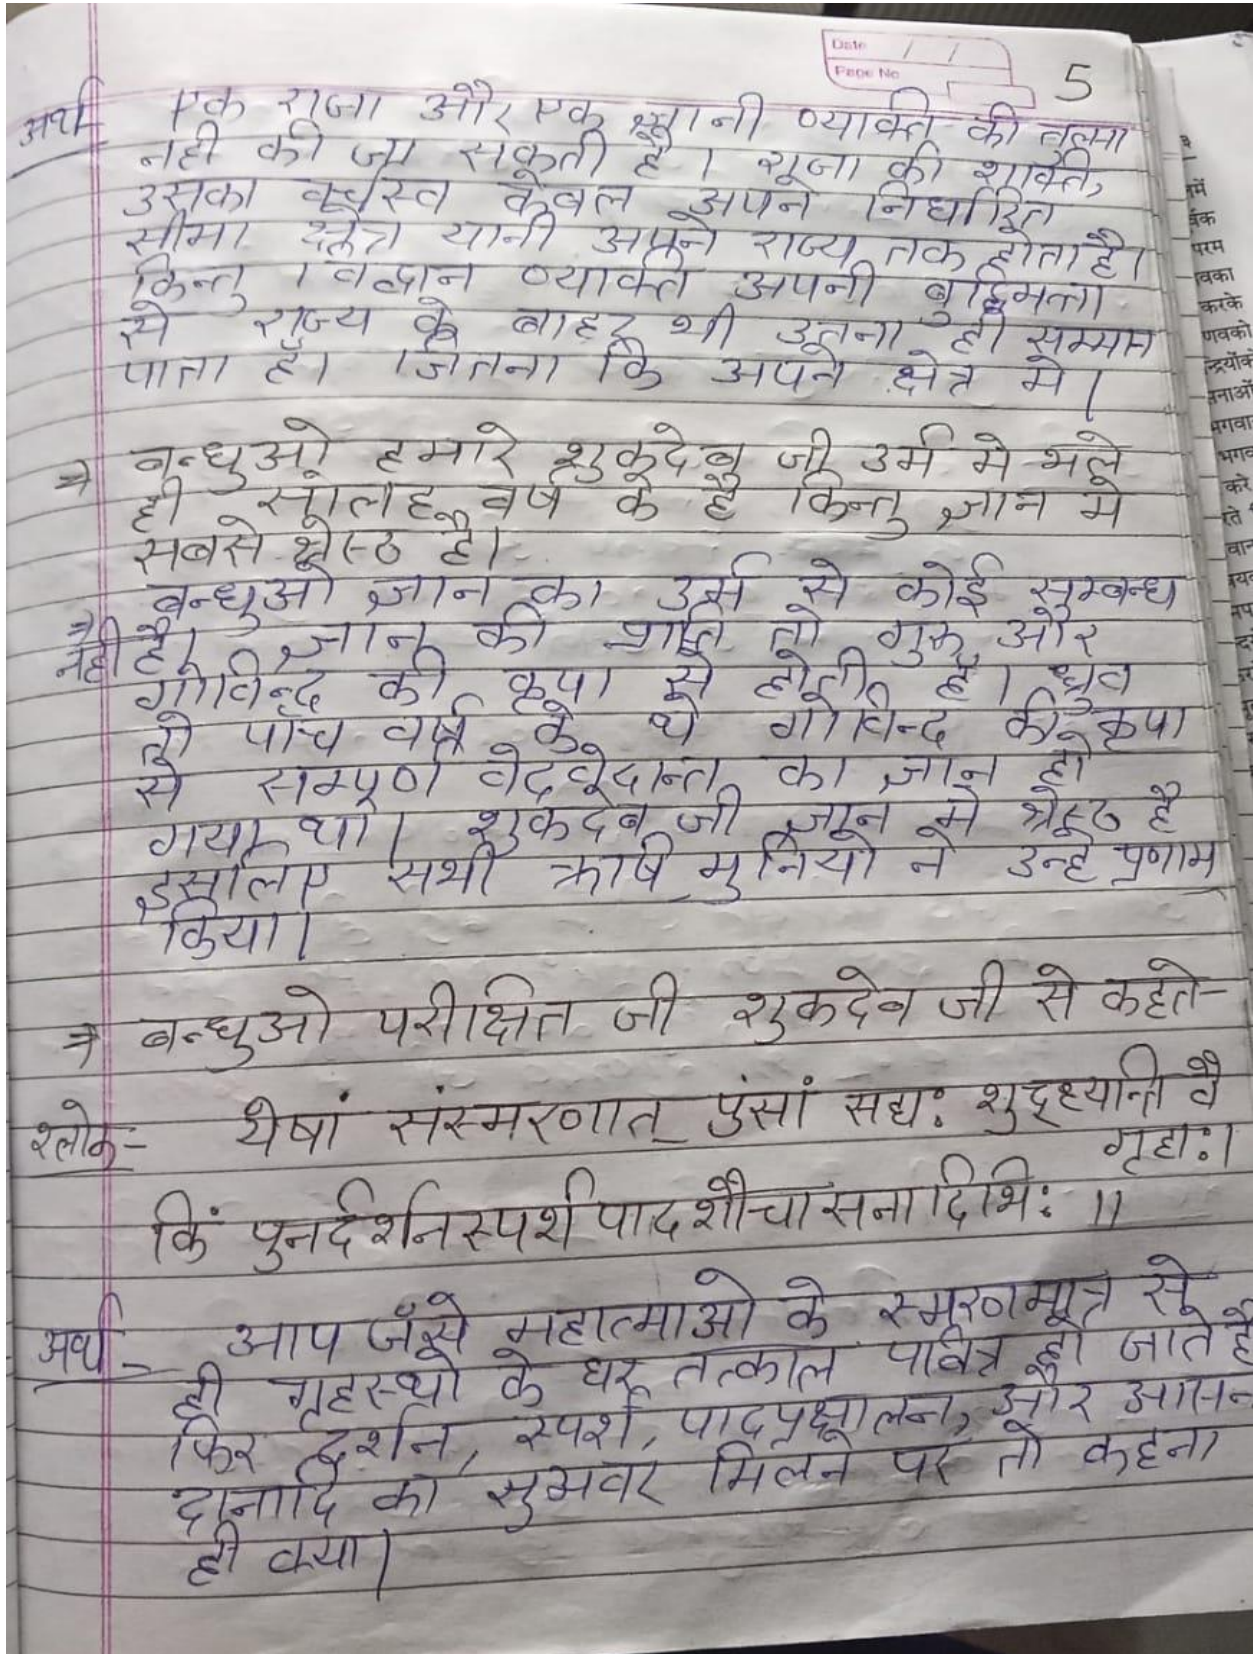 Date / /
Page No
5
अर्थ- एक राजा और एक ज्ञानी व्यक्ति की तुलना
नही की जा सकती है। राजा की शक्ति,
उसका वर्चस्व केवल अपने निर्धारित
सीमा क्षेत्र यानी अपने राज्य तक होता है।
किन्तु विद्वान व्यक्ति अपनी बुद्धिमत्ता
से राज्य के बाहर भी उतना ही सम्मान
पाता है। जितना कि अपने क्षेत्र मे।
⇒ बन्धुओ हमारे शुकदेव जी उर्म मे भले
ही सोलह वर्ष के है किन्तु ज्ञान मे
सबसे श्रेस्ठ है।
⇒ बन्धुओ ज्ञान का उर्म से कोई सम्बन्ध
नही है। ज्ञान की प्राप्ति तो गुरू और
गोविन्द की कृपा से होती है। ध्रुव
तो पाँच वर्ष के थे गोविन्द की कृपा
से सम्पूर्ण वेदवेदान्त का ज्ञान हो
गया था। शुकदेव जी ज्ञान मे श्रेस्ठ है
इसलिए सभी ऋषि मुनियो ने उन्हे प्रणाम
किया।
⇒ बन्धुओ परीक्षित जी शुकदेव जी से कहते-
श्लोक- येषां संस्मरणात् पुंसां सद्यः शुद्ध्यन्ति वै
गृहाः।
किं पुनर्दर्शनस्पर्शपादशौचासनादिभिः ॥
अर्थ- आप जैसे महात्माओ के स्मरणमात्र से
ही गृहस्थो के घर तत्काल पवित्र हो जाते है
फिर दर्शन, स्पर्श, पादप्रक्षालन, और आसन
दानादि का सुअवर मिलने पर तो कहना
ही क्या।